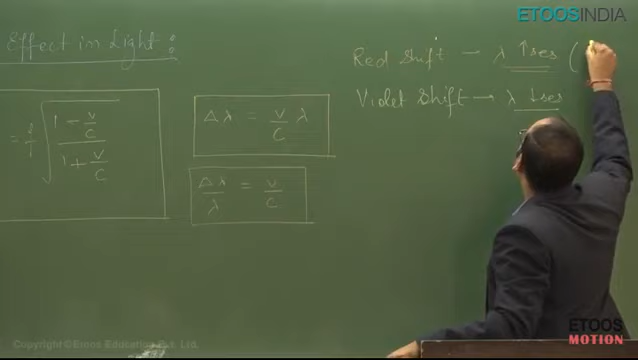 ETOOSINDIA
Effect in Light :
Red Shift - λ ↑ses (
Violet Shift → λ ↓ses
= f √(1 - v/c / 1 + v/c)
Δλ = v/c λ
Δλ/λ = v/c
ETOOS
MOTION
Copyright © Etoos Education Pvt. Ltd.